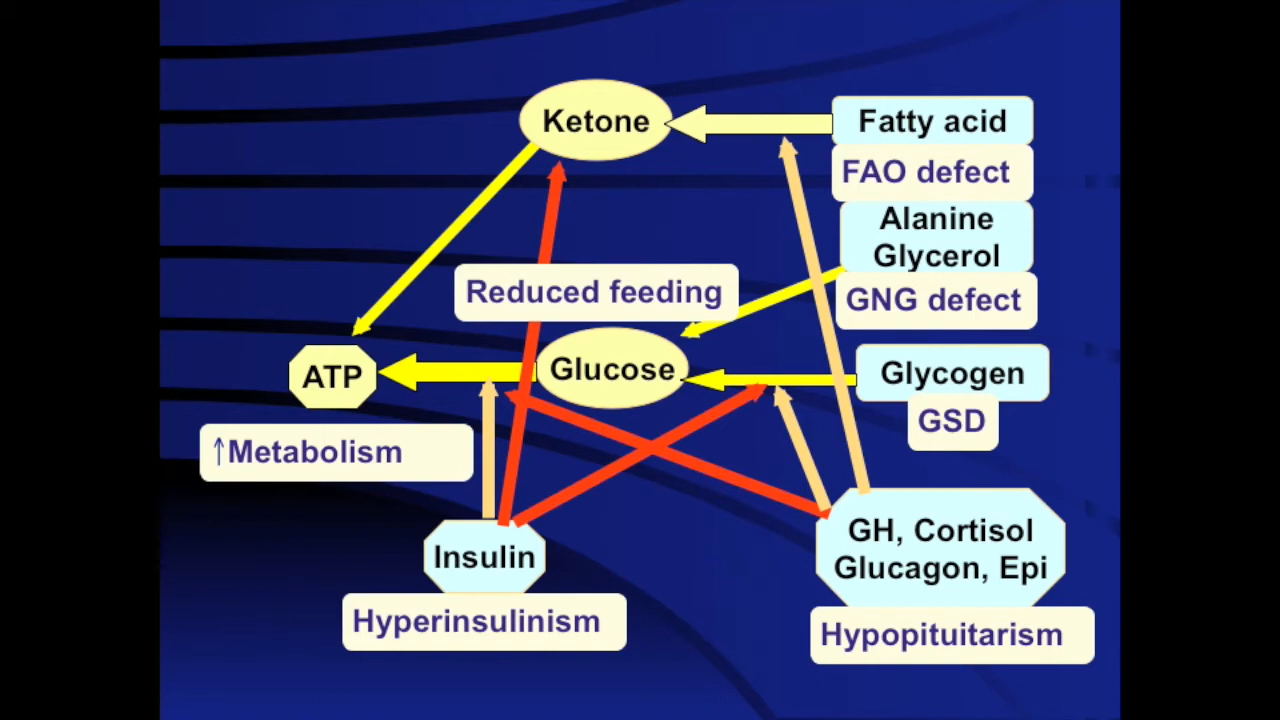 Ketone
Fatty acid
FAO defect
Alanine
Glycerol
Reduced feeding
GNG defect
ATP
Glucose
Glycogen
GSD
↑Metabolism
Insulin
GH, Cortisol
Glucagon, Epi
Hyperinsulinism
Hypopituitarism